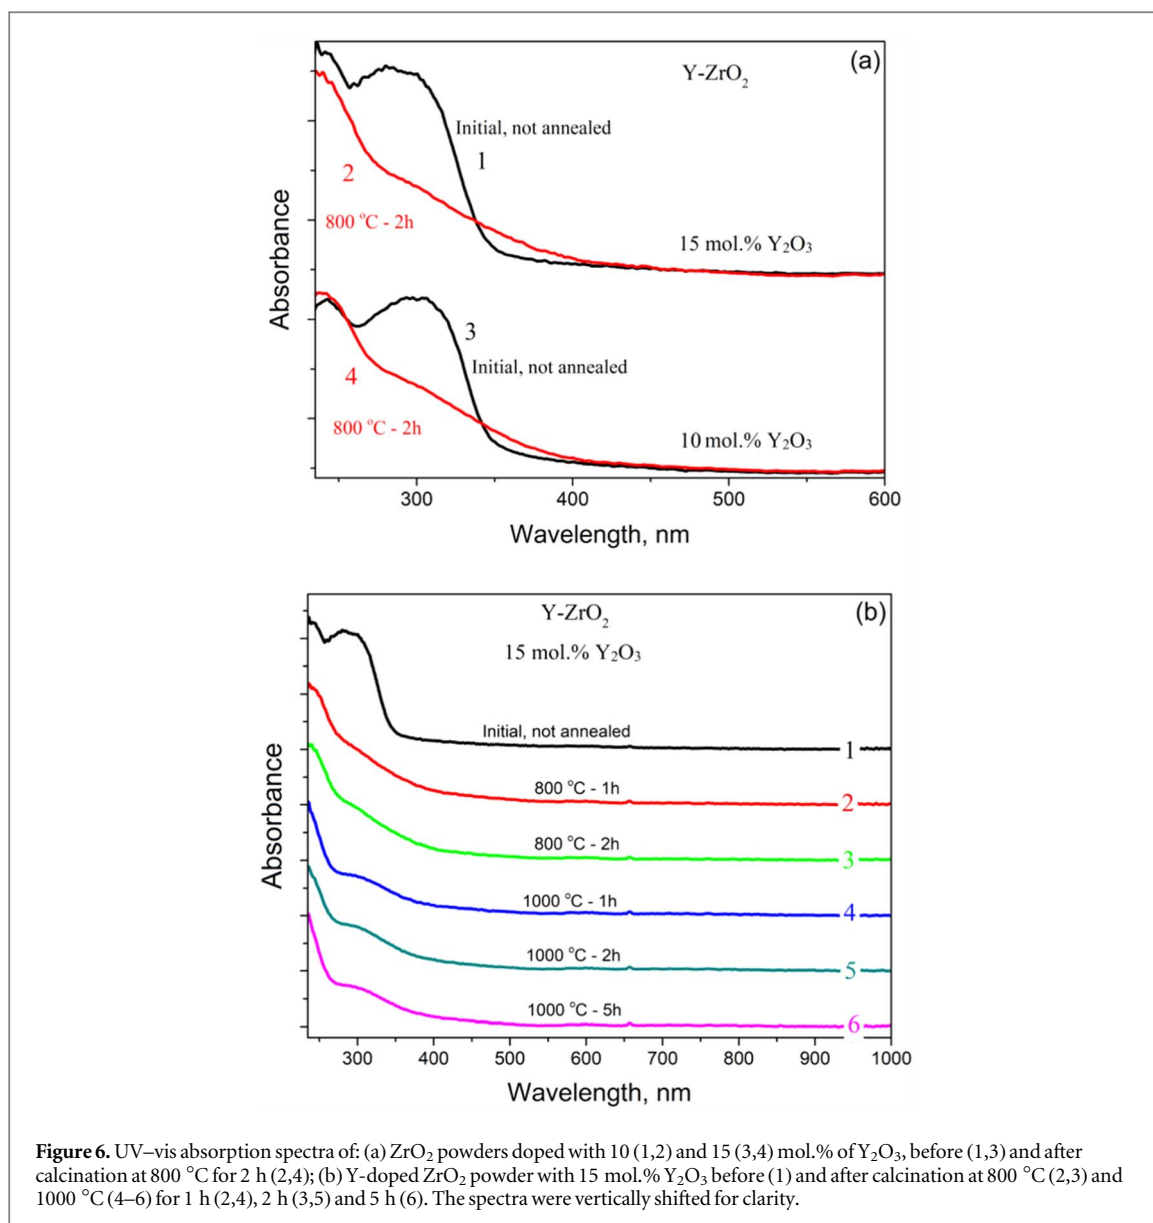 (a)
Y-ZrO₂
Initial, not annealed
1
2
800 °C - 2h
15 mol.% Y₂O₃
Absorbance
3
Initial, not annealed
4
800 °C - 2h
10 mol.% Y₂O₃
300 400 500 600
Wavelength, nm
Y-ZrO₂
(b)
15 mol.% Y₂O₃
Initial, not annealed
1
800 °C - 1h
2
Absorbance
800 °C - 2h
3
1000 °C - 1h
4
1000 °C - 2h
5
1000 °C - 5h
6
300 400 500 600 700 800 900 1000
Wavelength, nm
Figure 6. UV–vis absorption spectra of: (a) ZrO₂ powders doped with 10 (1,2) and 15 (3,4) mol.% of Y₂O₃, before (1,3) and after
calcination at 800 °C for 2 h (2,4); (b) Y-doped ZrO₂ powder with 15 mol.% Y₂O₃ before (1) and after calcination at 800 °C (2,3) and
1000 °C (4–6) for 1 h (2,4), 2 h (3,5) and 5 h (6). The spectra were vertically shifted for clarity.